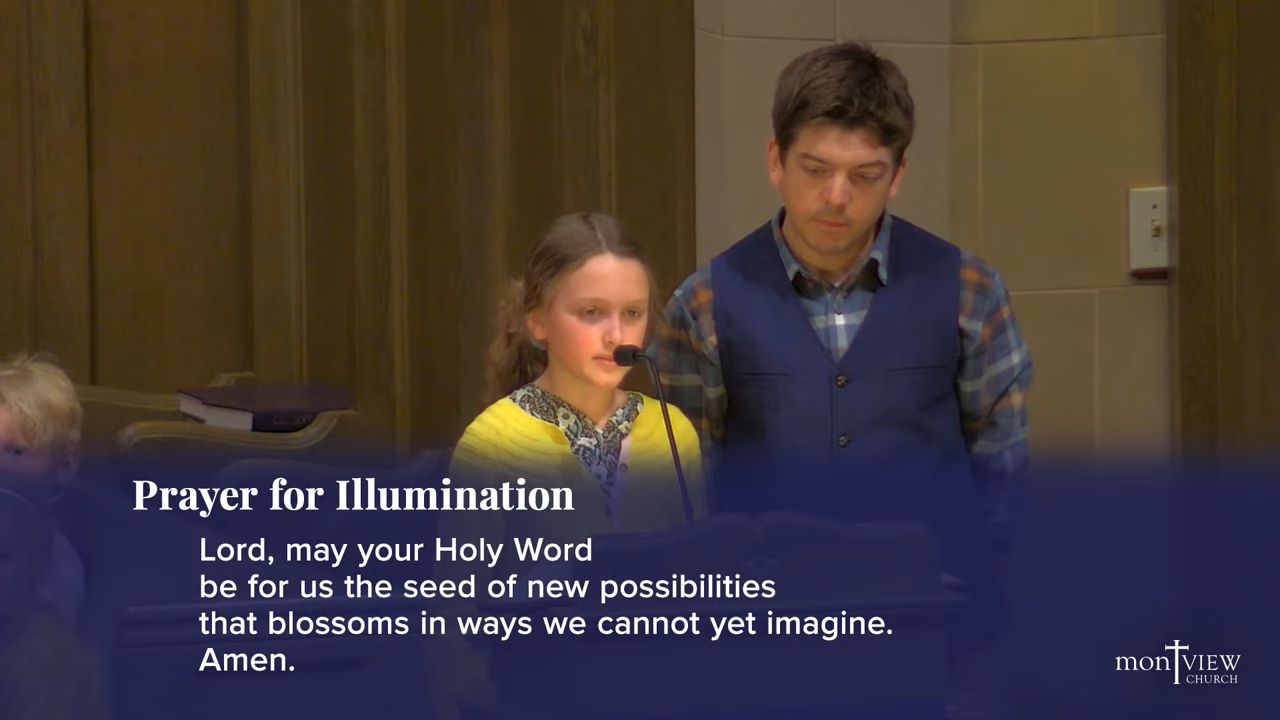 Prayer for Illumination
Lord, may your Holy Word
be for us the seed of new possibilities
that blossoms in ways we cannot yet imagine.
Amen.
monTVIEW
CHURCH